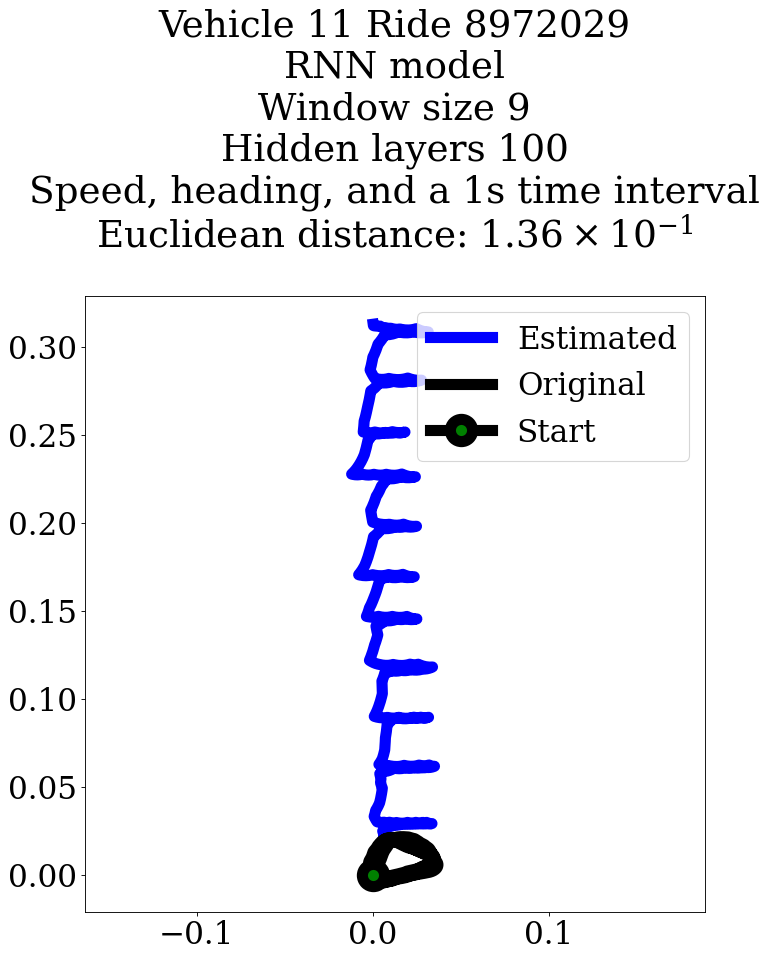 Vehicle 11 Ride 8972029
RNN model
Window size 9
Hidden layers 100
Speed, heading, and a 1s time interval
Euclidean distance: 1.36 × 10⁻¹
Estimated
Original
Start
0.30
0.25
0.20
0.15
0.10
0.05
0.00
−0.1 0.0 0.1